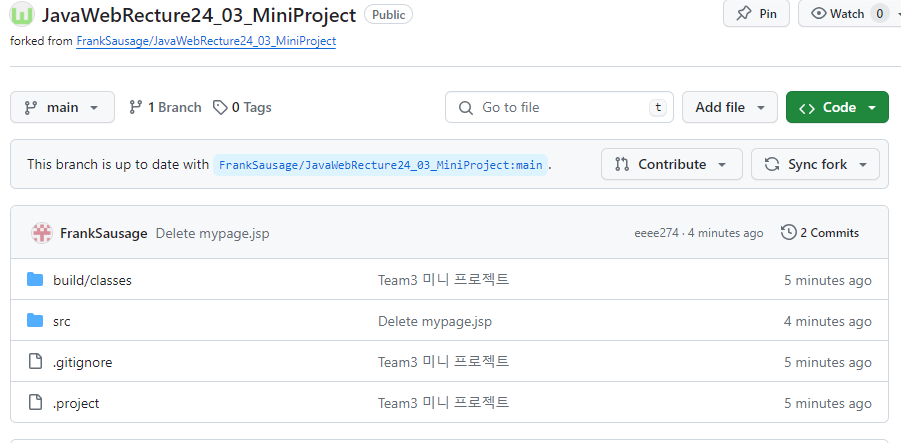 JavaWebRecture24_03_MiniProject Public Pin Watch 0
forked from FrankSausage/JavaWebRecture24_03_MiniProject
main 1 Branch 0 Tags Go to file t Add file Code
This branch is up to date with FrankSausage/JavaWebRecture24_03_MiniProject:main . Contribute Sync fork
FrankSausage Delete mypage.jsp eeee274 · 4 minutes ago 2 Commits
build/classes Team3 미니 프로젝트 5 minutes ago
src Delete mypage.jsp 4 minutes ago
.gitignore Team3 미니 프로젝트 5 minutes ago
.project Team3 미니 프로젝트 5 minutes ago